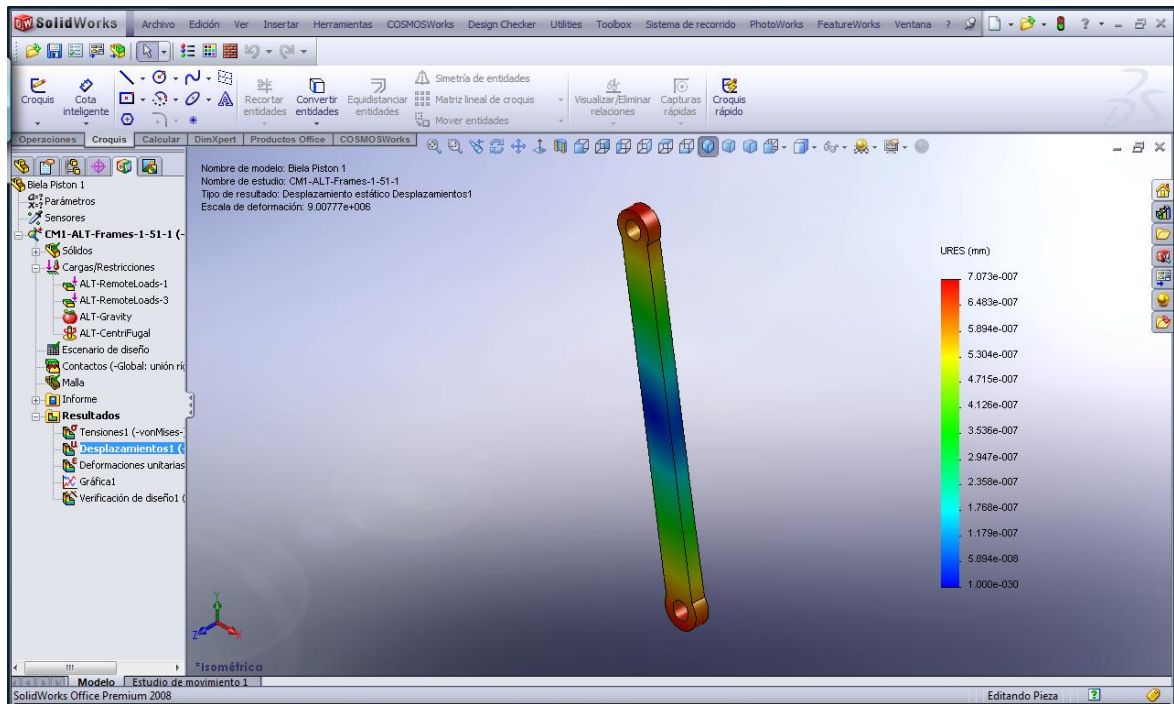 SolidWorks Archivo Edición Ver Insertar Herramientas COSMOSWorks Design Checker Utilities Toolbox Sistema de recorrido PhotoWorks FeatureWorks Ventana ?
Croquis Cota inteligente Recortar entidades Convertir entidades Equidistanciar entidades
Simetría de entidades
Matriz lineal de croquis
Mover entidades
Visualizar/Eliminar relaciones Capturas rápidas Croquis rápido
Operaciones Croquis Calcular DimXpert Productos Office COSMOSWorks
Biela Piston 1
Parámetros
Sensores
CM1-ALT-Frames-1-51-1 (-
Sólidos
Cargas/Restricciones
ALT-RemoteLoads-1
ALT-RemoteLoads-3
ALT-Gravity
ALT-CentriFugal
Escenario de diseño
Contactos (-Global: unión ríg
Malla
Informe
Resultados
Tensiones1 (-vonMises-)
Desplazamientos1 (
Deformaciones unitarias
Gráfica1
Verificación de diseño1 (
Nombre de modelo: Biela Piston 1
Nombre de estudio: CM1-ALT-Frames-1-51-1
Tipo de resultado: Desplazamiento estático Desplazamientos1
Escala de deformación: 9.00777e+006
URES (mm)
7.073e-007
6.483e-007
5.894e-007
5.304e-007
4.715e-007
4.126e-007
3.536e-007
2.947e-007
2.358e-007
1.768e-007
1.179e-007
5.894e-008
1.000e-030
Y
Z X
*Isométrica
Modelo Estudio de movimiento 1
SolidWorks Office Premium 2008 Editando Pieza